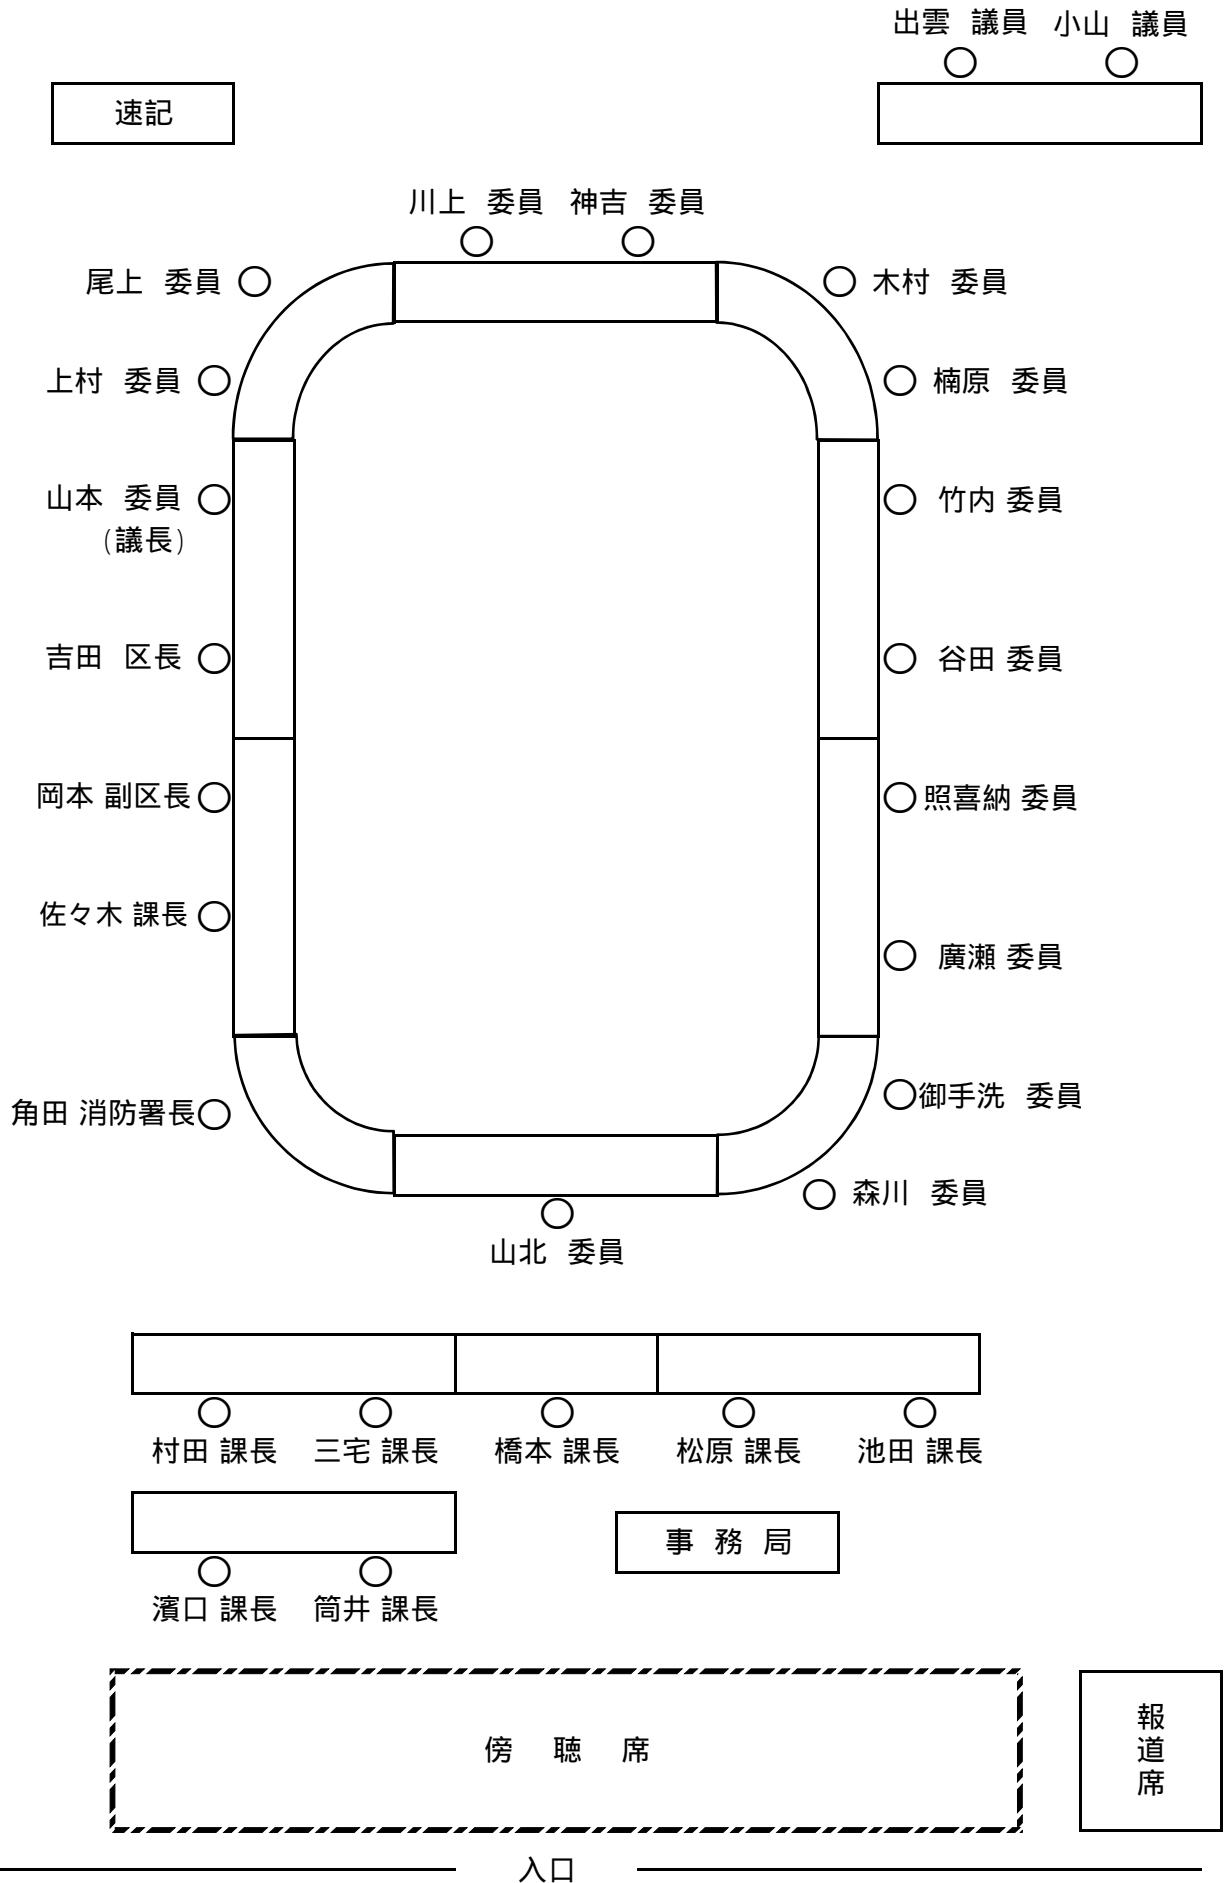 出雲 議員 小山 議員
速記
川上 委員 神吉 委員
尾上 委員
木村 委員
上村 委員
楠原 委員
山本 委員
(議長)
竹内 委員
吉田 区長
谷田 委員
岡本 副区長
照喜納 委員
佐々木 課長
廣瀬 委員
角田 消防署長
御手洗 委員
森川 委員
山北 委員
村田 課長 三宅 課長 橋本 課長 松原 課長 池田 課長
事 務 局
濱口 課長 筒井 課長
傍 聴 席
報道席
入口